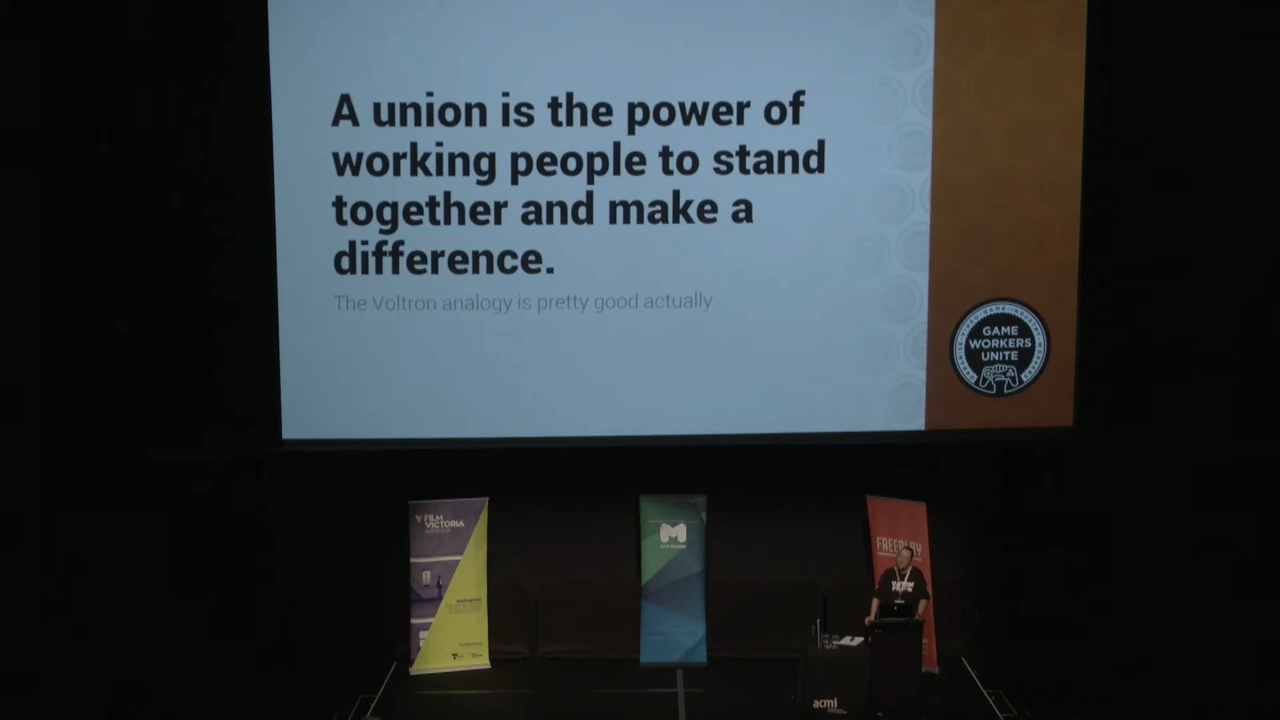 A union is the power of
working people to stand
together and make a
difference.
The Voltron analogy is pretty good actually
GAME
WORKERS
UNITE
FILM
VICTORIA
FREEPLAY
acmi